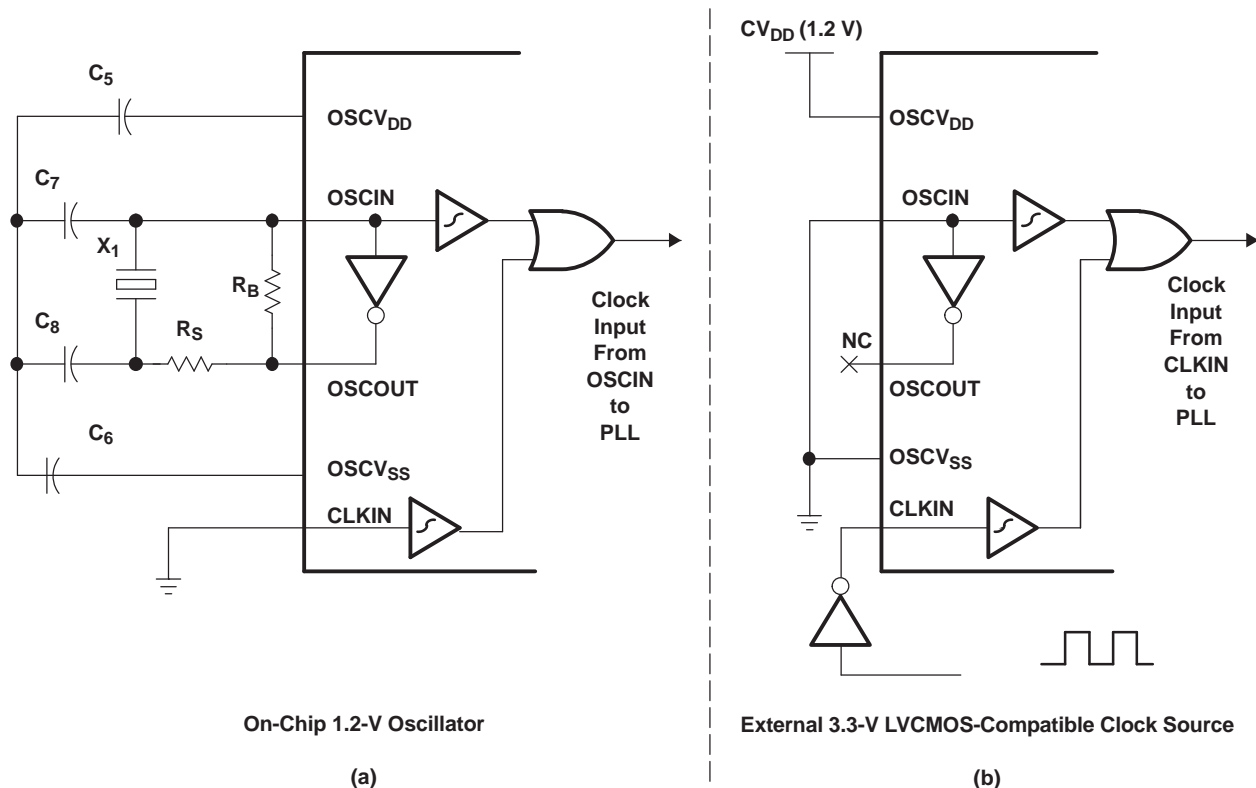 C5
OSCVDD
C7
OSCIN
X1
RB
C8
RS
OSCOUT
C6
OSCVSS
CLKIN
Clock
Input
From
OSCIN
to
PLL
On-Chip 1.2-V Oscillator
(a)
CVDD (1.2 V)
OSCVDD
OSCIN
NC
OSCOUT
OSCVSS
CLKIN
Clock
Input
From
CLKIN
to
PLL
External 3.3-V LVCMOS-Compatible Clock Source
(b)